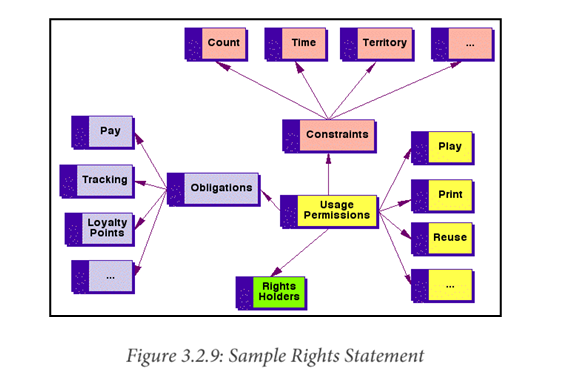 Count
Time
Territory
...
Constraints
Pay
Tracking
Loyalty
Points
...
Obligations
Usage
Permissions
Play
Print
Reuse
...
Rights
Holders
Figure 3.2.9: Sample Rights Statement